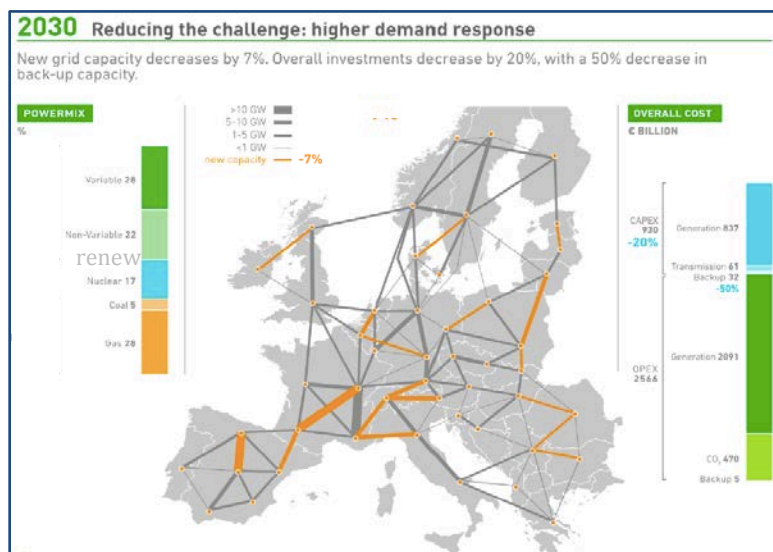 2030 Reducing the challenge: higher demand response
New grid capacity decreases by 7%. Overall investments decrease by 20%, with a 50% decrease in
back-up capacity.
POWERMIX
%
Variable 28
Non-Variable 22
renew
Nuclear 17
Coal 5
Gas 28
>10 GW
5-10 GW
1-5 GW
<1 GW
new capacity -7%
OVERALL COST
€ BILLION
CAPEX
930
-20%
Generation 837
Transmission 61
Backup 32
-50%
OPEX
2566
Generation 2091
CO₂ 470
Backup 5